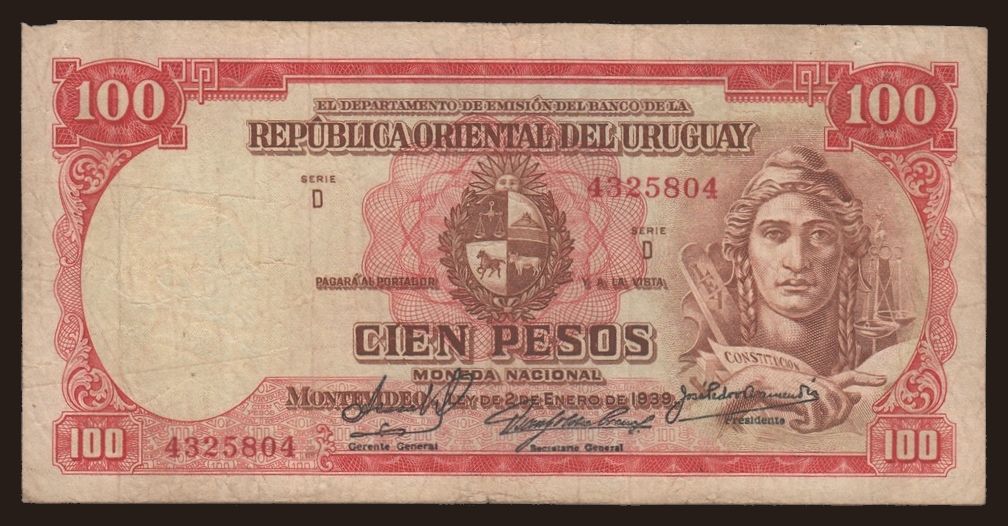 100 100
EL DEPARTAMENTO DE EMISIÓN DEL BANCO DE LA
REPÚBLICA ORIENTAL DEL URUGUAY
SERIE
D
4325804
SERIE
D
PAGARÁ AL PORTADOR Y A LA VISTA
LEY
CIEN PESOS
CONSTITUCION
MONEDA NACIONAL
MONTEVIDEO, LEY DE 2 DE ENERO DE 1939.
Presidente
100 4325804 100
Gerente General Secretario General